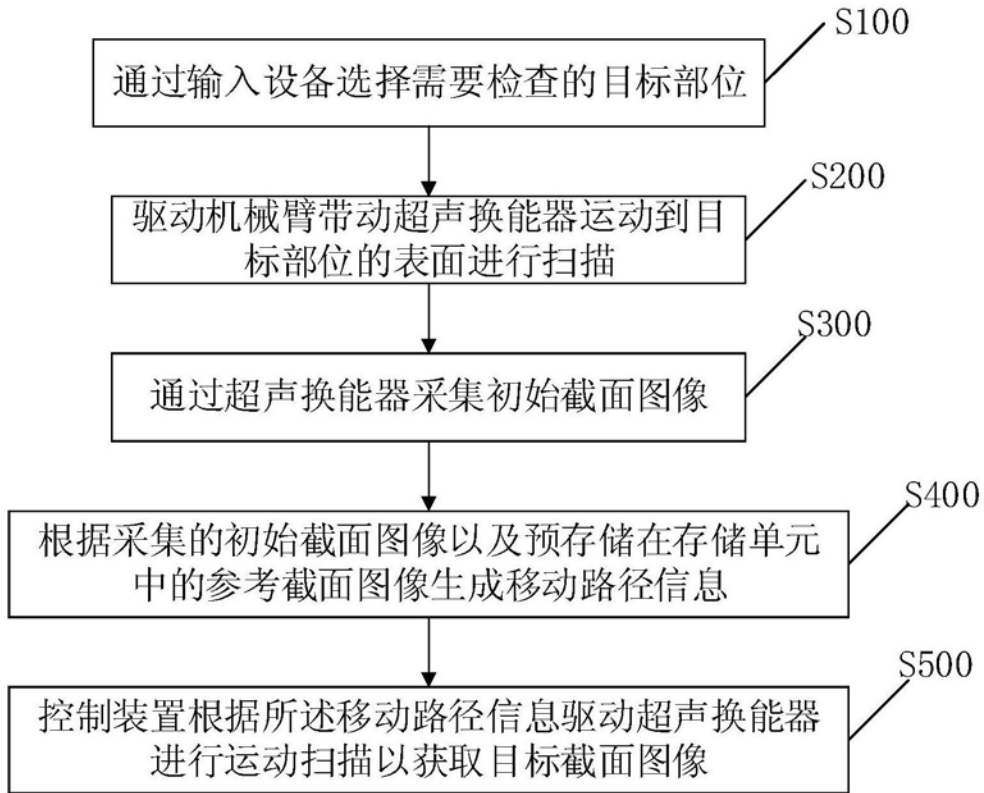 S100
通过输入设备选择需要检查的目标部位
S200
驱动机械臂带动超声换能器运动到目
标部位的表面进行扫描
S300
通过超声换能器采集初始截面图像
S400
根据采集的初始截面图像以及预存储在存储单元
中的参考截面图像生成移动路径信息
S500
控制装置根据所述移动路径信息驱动超声换能器
进行运动扫描以获取目标截面图像